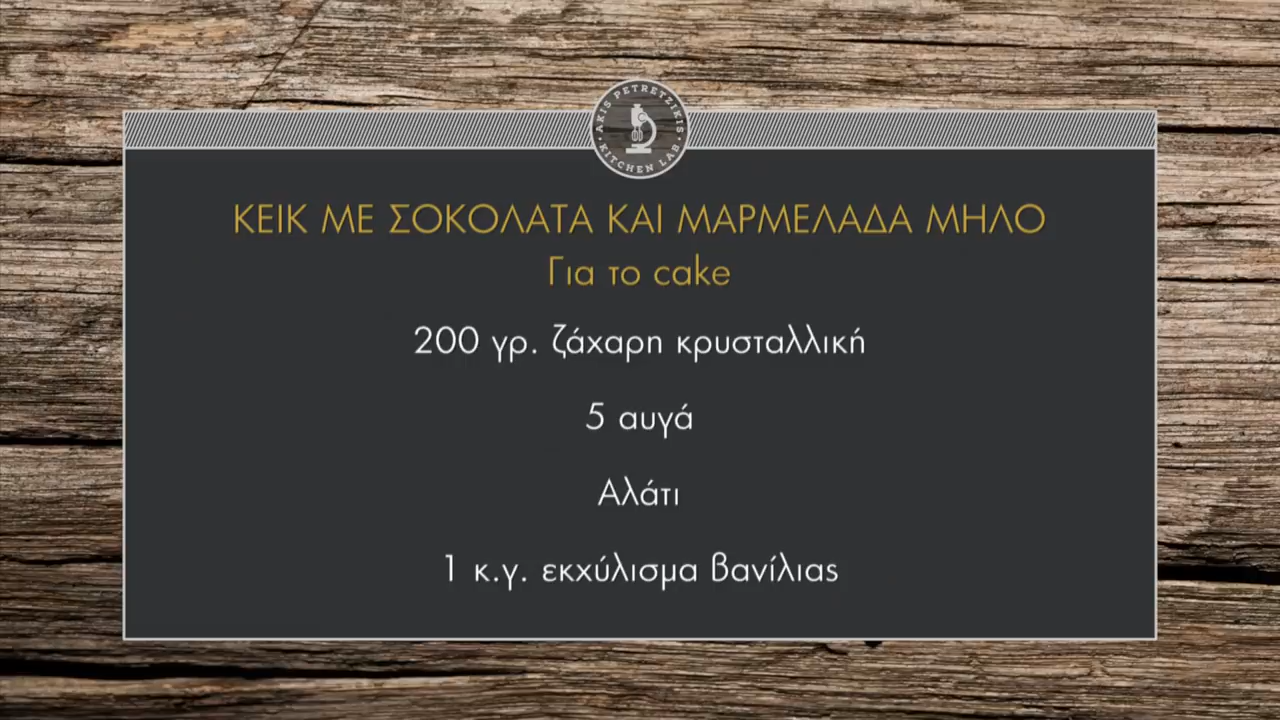 AKIS PETRETZIKIS
KITCHEN LAB
ΚΕΙΚ ΜΕ ΣΟΚΟΛΑΤΑ ΚΑΙ ΜΑΡΜΕΛΑΔΑ ΜΗΛΟ
Για το cake
200 γρ. ζάχαρη κρυσταλλική
5 αυγά
Αλάτι
1 κ.γ. εκχύλισμα βανίλιας